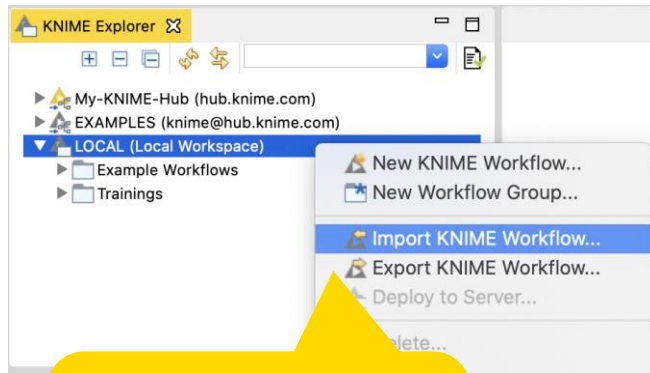 KNIME Explorer
My-KNIME-Hub (hub.knime.com)
EXAMPLES (knime@hub.knime.com)
LOCAL (Local Workspace)
Example Workflows
Trainings
New KNIME Workflow...
New Workflow Group...
Import KNIME Workflow...
Export KNIME Workflow...
Deploy to Server...